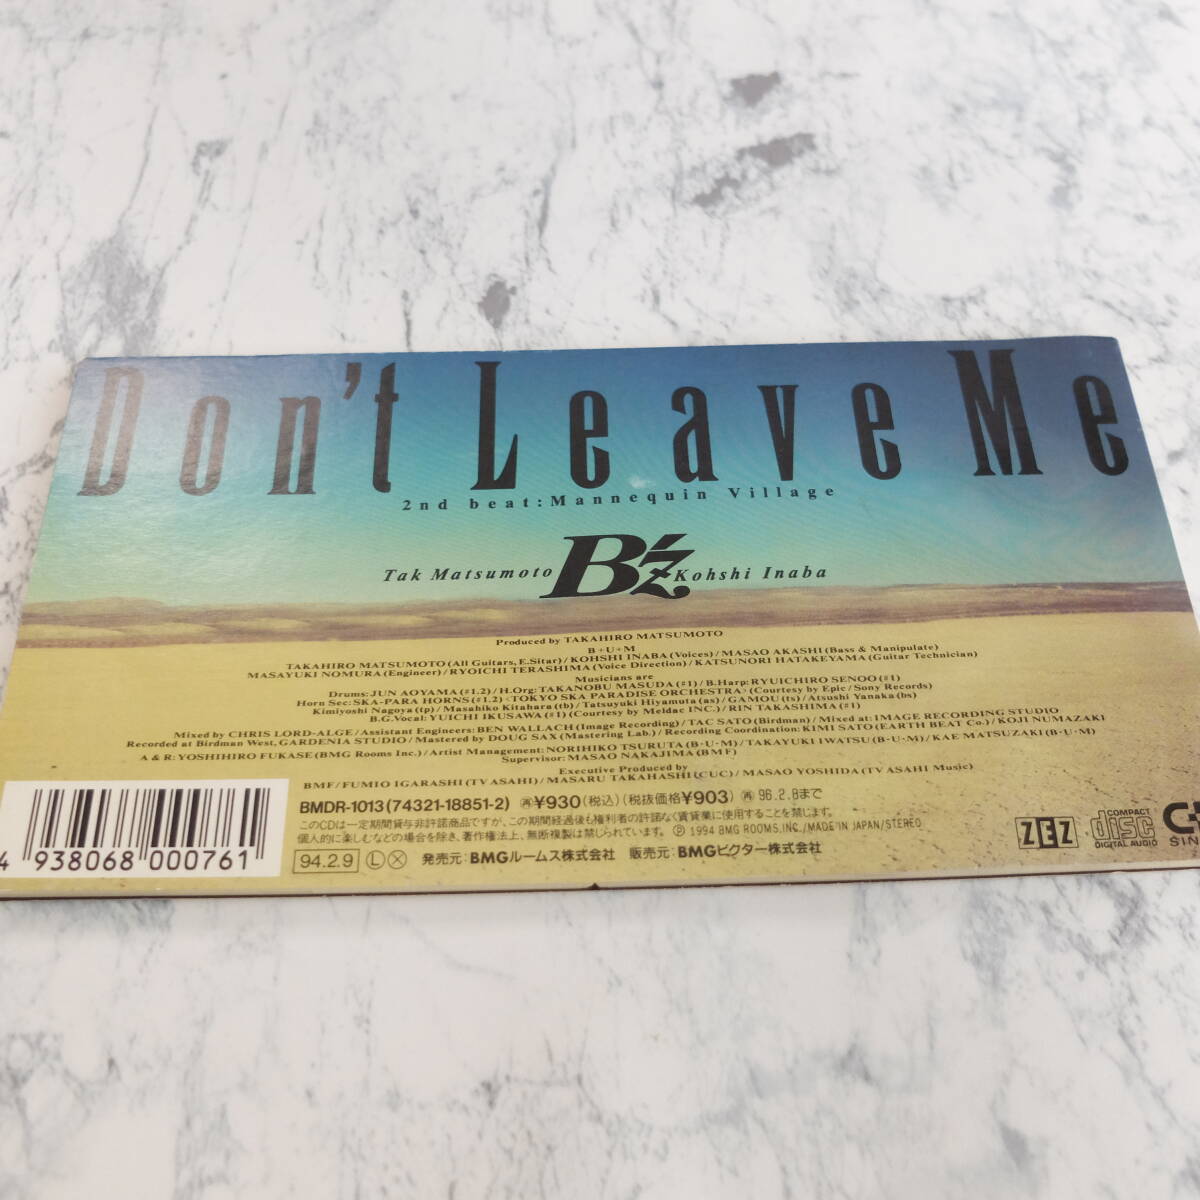 Don't Leave Me
2nd beat:Mannequin Village
Tak Matsumoto B'z Kohshi Inaba
Produced by TAKAHIRO MATSUMOTO
B+U+M
TAKAHIRO MATSUMOTO(All Guitars, E.Sitar)/KOHSHI INABA(Voices)/MASAO AKASHI(Bass & Manipulate)
MASAYUKI NOMURA(Engineer)/RYOICHI TERASHIMA(Voice Direction)/KATSUNORI HATAKEYAMA(Guitar Technician)
Musicians are
Drums:JUN AOYAMA(#1.2)/H.Org:TAKANOBU MASUDA(#1)/B.Harp:RYUICHIRO SENOO(#1)
Horn Sec:SKA-PARA HORNS(#1.2)<TOKYO SKA PARADISE ORCHESTRA>(Courtesy by Epic/Sony Records)
Kimiyoshi Nagoya(tp)/Masahiko Kitahara(tb)/Tatsuyuki Hiyamuta(as)/GAMOU(ts)/Atsushi Yanaka(bs)
B.G.Vocal:YUICHI IKUSAWA(#1)(Courtesy by Meldac INC.)/RIN TAKASHIMA(#1)
Mixed by CHRIS LORD-ALGE/Assistant Engineers:BEN WALLACH(Image Recording)/TAC SATO(Birdman)/Mixed at:IMAGE RECORDING STUDIO
Recorded at Birdman West, GARDENIA STUDIO/Mastered by DOUG SAX(Mastering Lab.)/Recording Coordination:KIMI SATO(EARTH BEAT Co.)/KOJI NUMAZAKI
A & R:YOSHIHIRO FUKASE(BMG Rooms Inc.)/Artist Management:NORIHIKO TSURUTA(B·U·M)/TAKAYUKI IWATSU(B·U·M)/KAE MATSUZAKI(B·U·M)
Supervisor:MASAO NAKAJIMA(BMF)
Executive Produced by
BMF/FUMIO IGARASHI(TV ASAHI)/MASARU TAKAHASHI(CUC)/MASAO YOSHIDA(TV ASAHI Music)
BMDR-1013(74321-18851-2) 再¥930(税込)(税抜価格¥903) 再96.2.8まで
このCDは一定期間貸与非許諾商品ですが、この期間経過後も権利者の許諾なく賃貸業に使用することを禁じます。
個人的に楽しむなどの場合を除き、著作権法上、無断複製は禁じられています。 Ⓟ 1994 BMG ROOMS, INC./MADE IN JAPAN/STEREO
94.2.9 Ⓛ Ⓧ 発売元:BMGルームス株式会社 販売元:BMGビクター株式会社
4 938068 000761
ZEZ
COMPACT
disc
DIGITAL AUDIO
CD
SIN